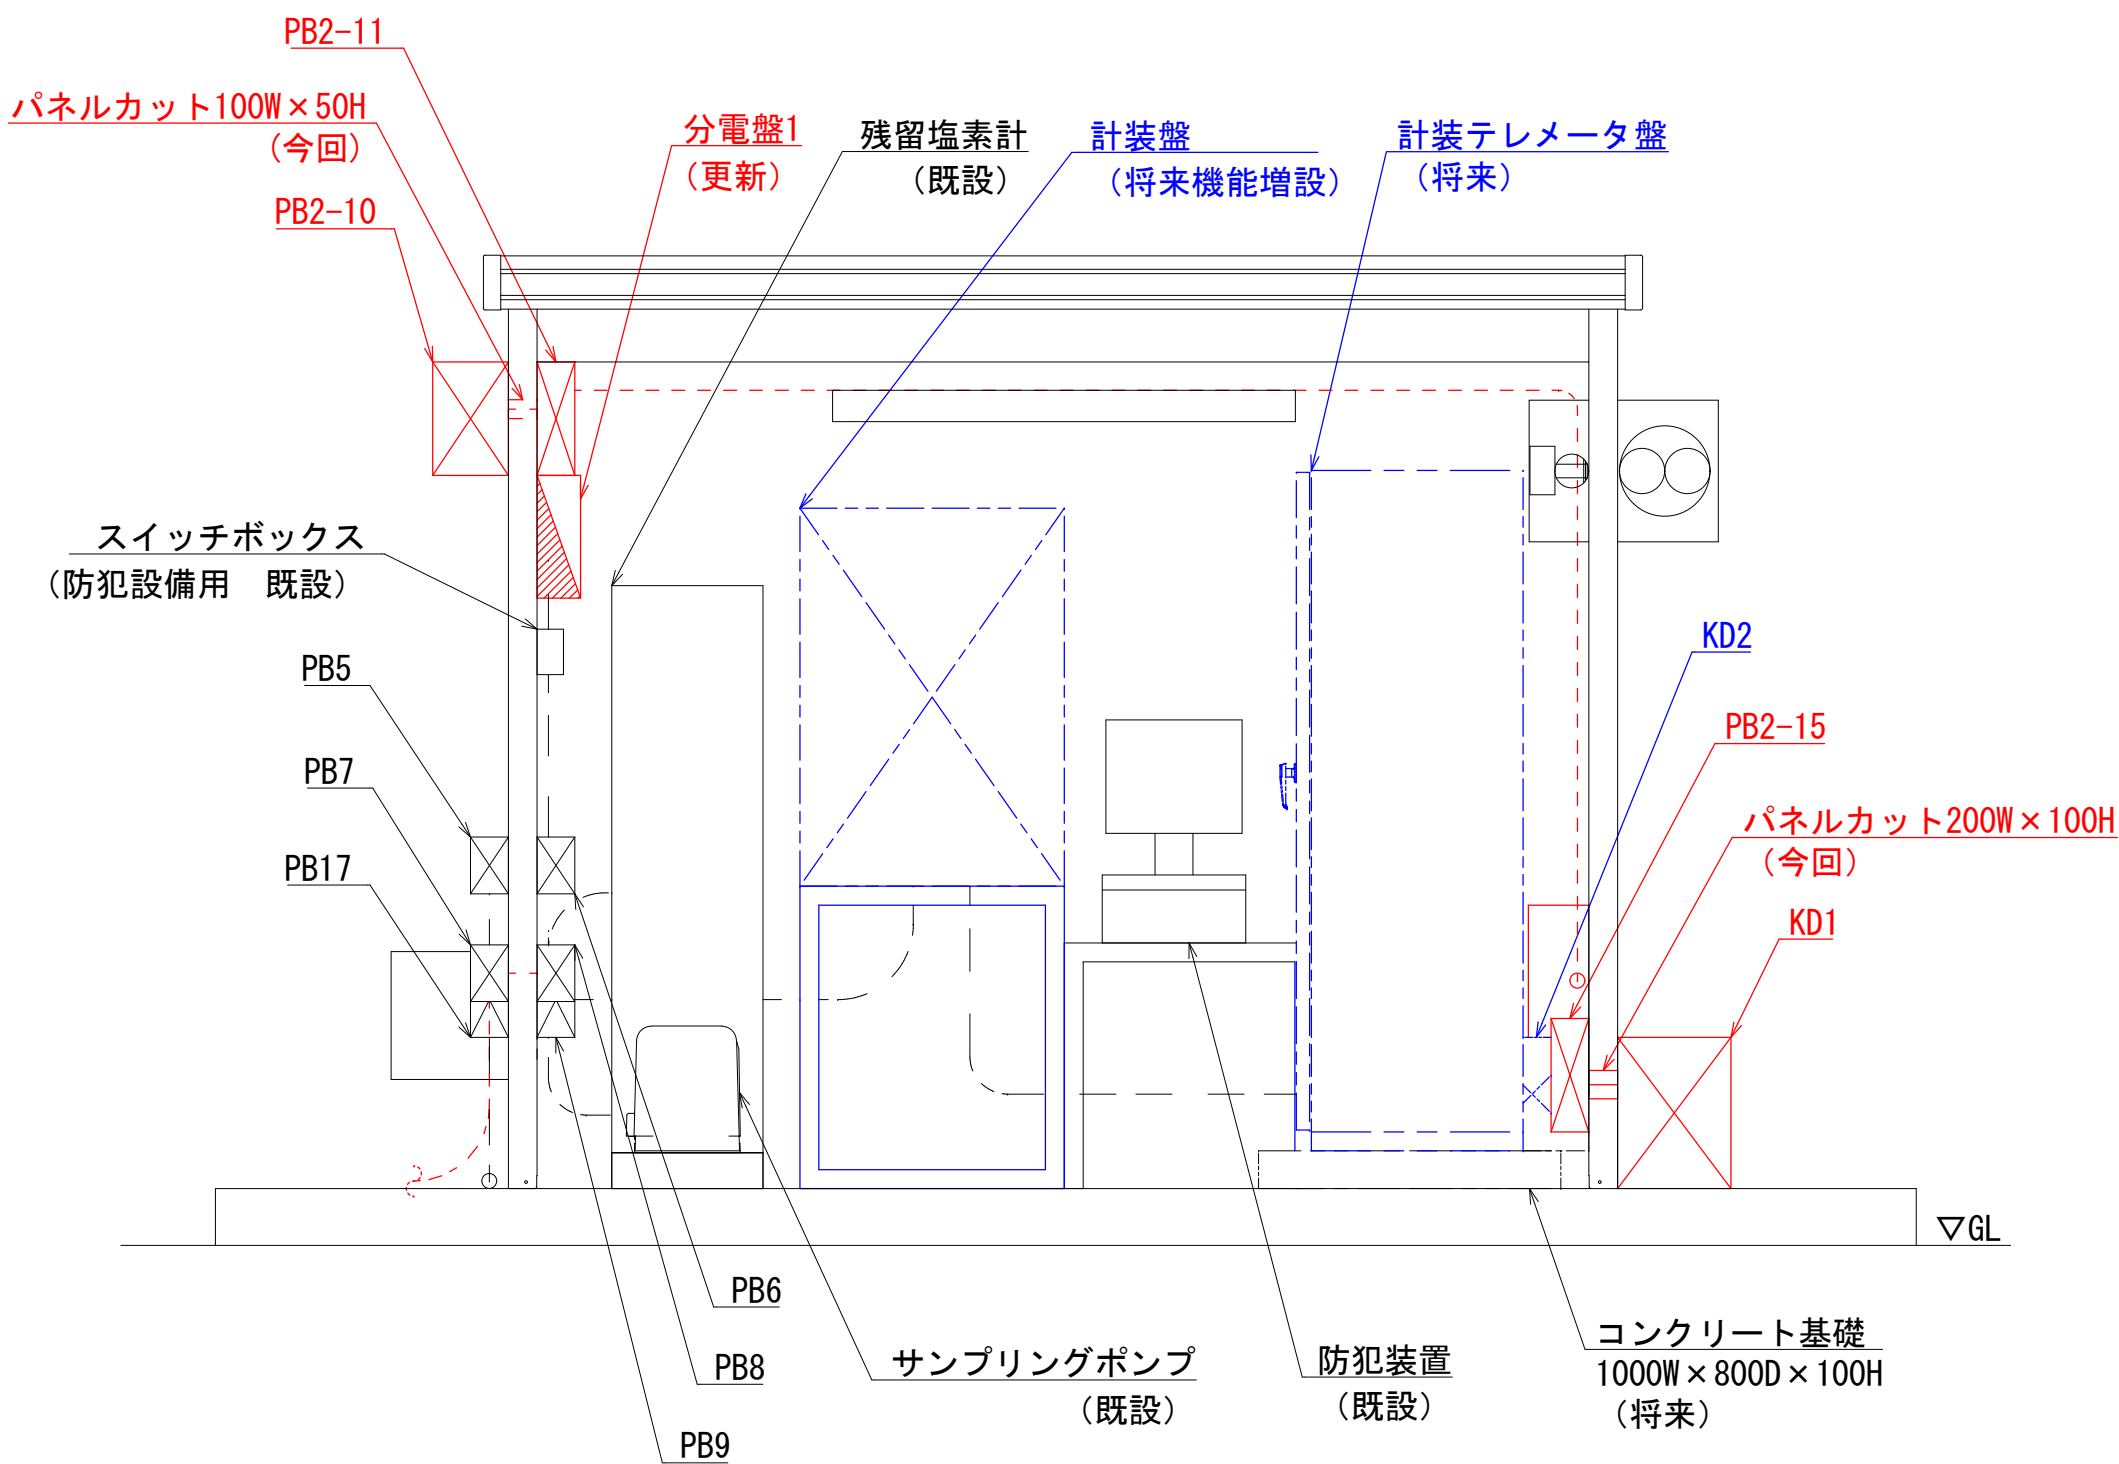 PB2-11
パネルカット100W×50H
（今回）
PB2-10
分電盤1
（更新）
残留塩素計
（既設）
計装盤
（将来機能増設）
計装テレメータ盤
（将来）
スイッチボックス
（防犯設備用　既設）
PB5
PB7
PB17
KD2
PB2-15
パネルカット200W×100H
（今回）
KD1
▽GL
PB6
PB8
PB9
サンプリングポンプ
（既設）
防犯装置
（既設）
コンクリート基礎
1000W×800D×100H
（将来）